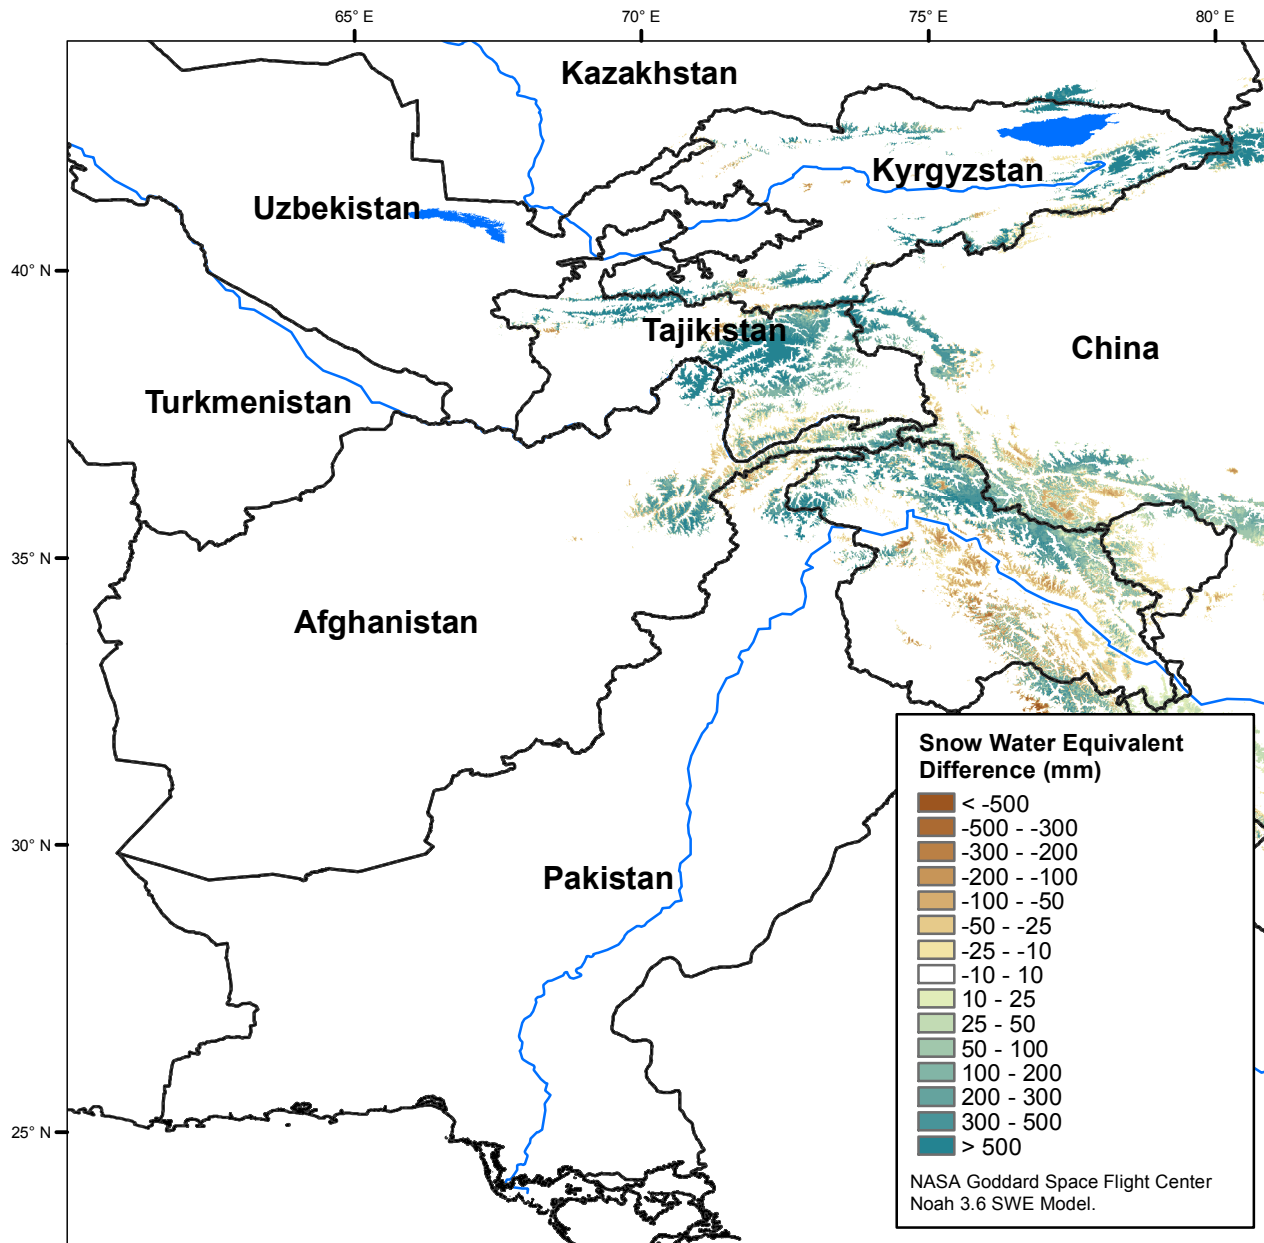 65° E 70° E 75° E 80° E
Kazakhstan
Kyrgyzstan
Uzbekistan
40° N
Tajikistan
China
Turkmenistan
35° N
Afghanistan
Snow Water Equivalent
Difference (mm)
< -500
-500 - -300
-300 - -200
-200 - -100
-100 - -50
-50 - -25
-25 - -10
-10 - 10
10 - 25
25 - 50
50 - 100
100 - 200
200 - 300
300 - 500
> 500
30° N
Pakistan
25° N
NASA Goddard Space Flight Center
Noah 3.6 SWE Model.